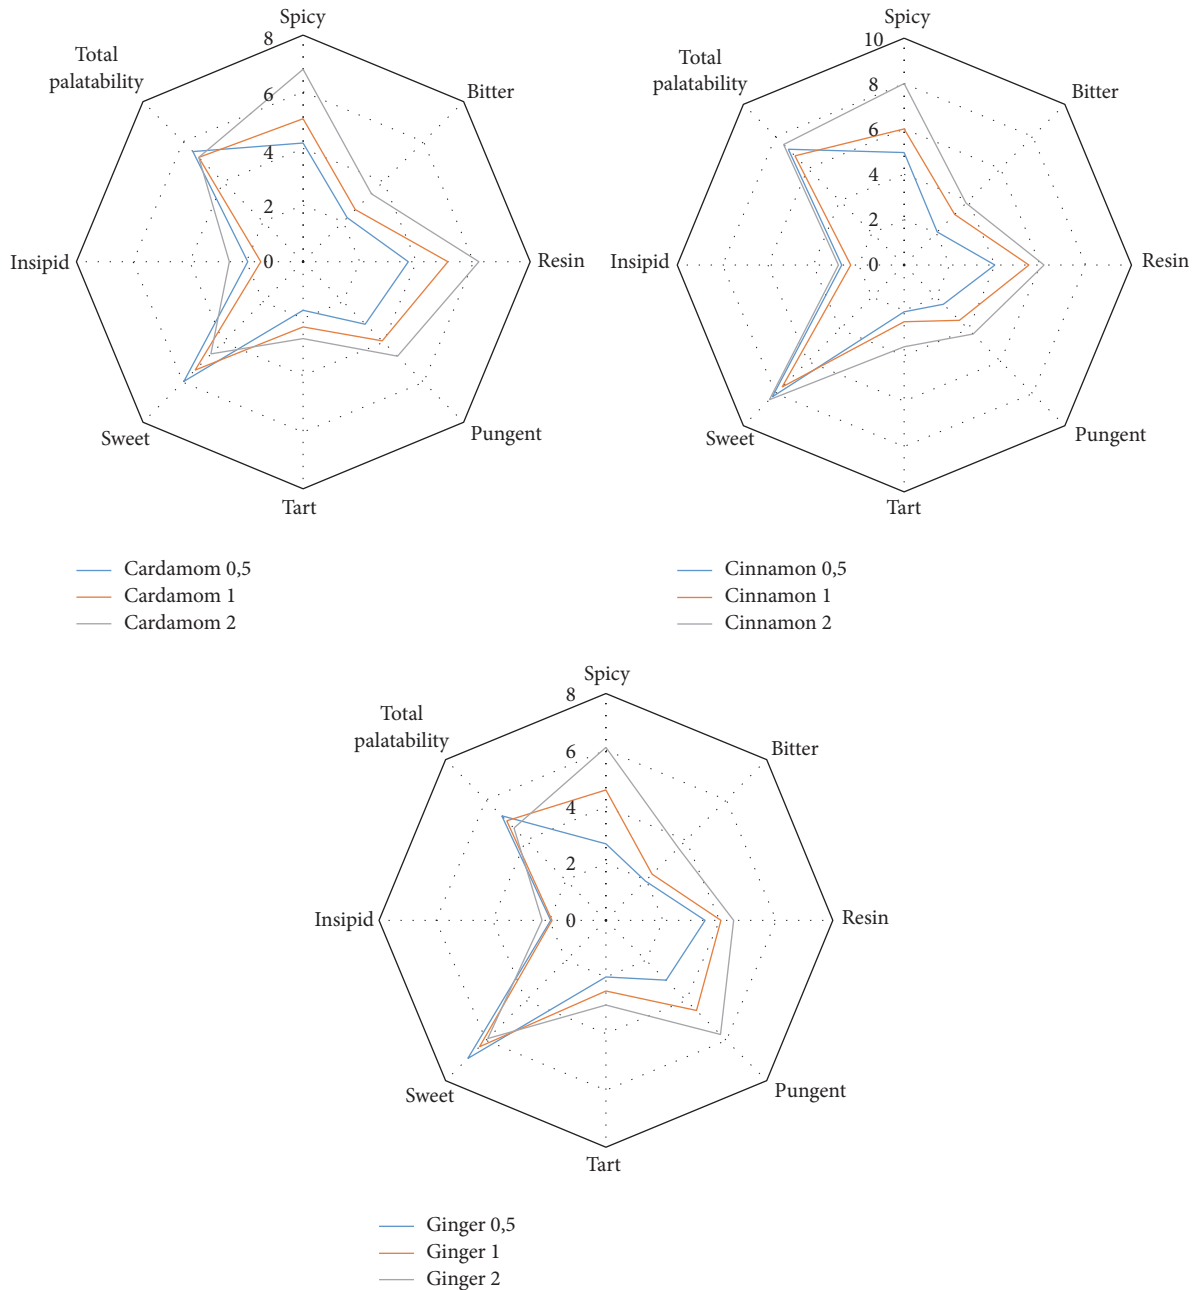 Spicy
8
Total
palatability
6
Bitter
4
2
Insipid
0
Resin
Sweet
Pungent
Tart
Cardamom 0,5
Cardamom 1
Cardamom 2
Spicy
10
Total
palatability
8
Bitter
6
4
2
Insipid
0
Resin
Sweet
Pungent
Tart
Cinnamon 0,5
Cinnamon 1
Cinnamon 2
Spicy
8
Total
palatability
6
Bitter
4
2
Insipid
0
Resin
Sweet
Pungent
Tart
Ginger 0,5
Ginger 1
Ginger 2